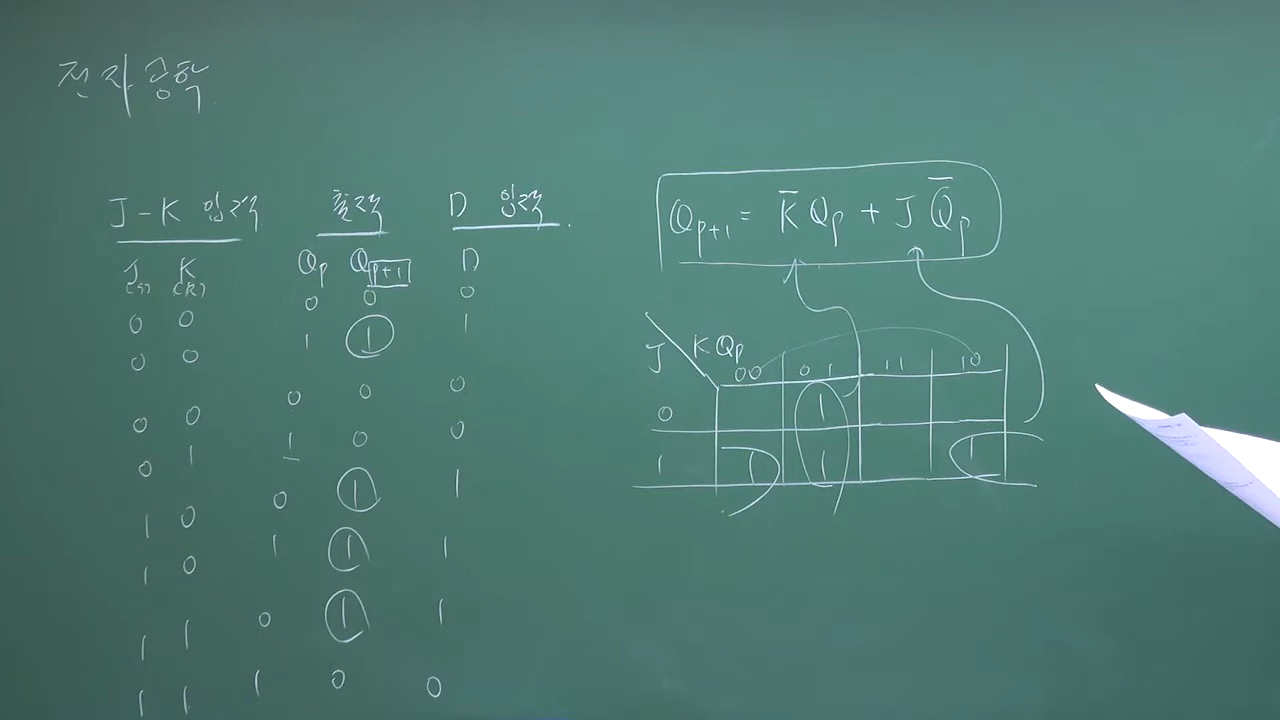 전자공학
J-K 입력 출력 D 입력
J K Qp Qp+1 D
(S) (R)
0 0 0 0 0
0 0 1 1 1
0 0 0 0 0
0 1 1 0 0
1 0 0 1 1
1 0 1 1 1
1 1 0 1 1
1 1 1 0 0
Qp+1 = K̅ Qp + J Q̅p
J KQp
00 01 11 10
0 1
1 1 1 1